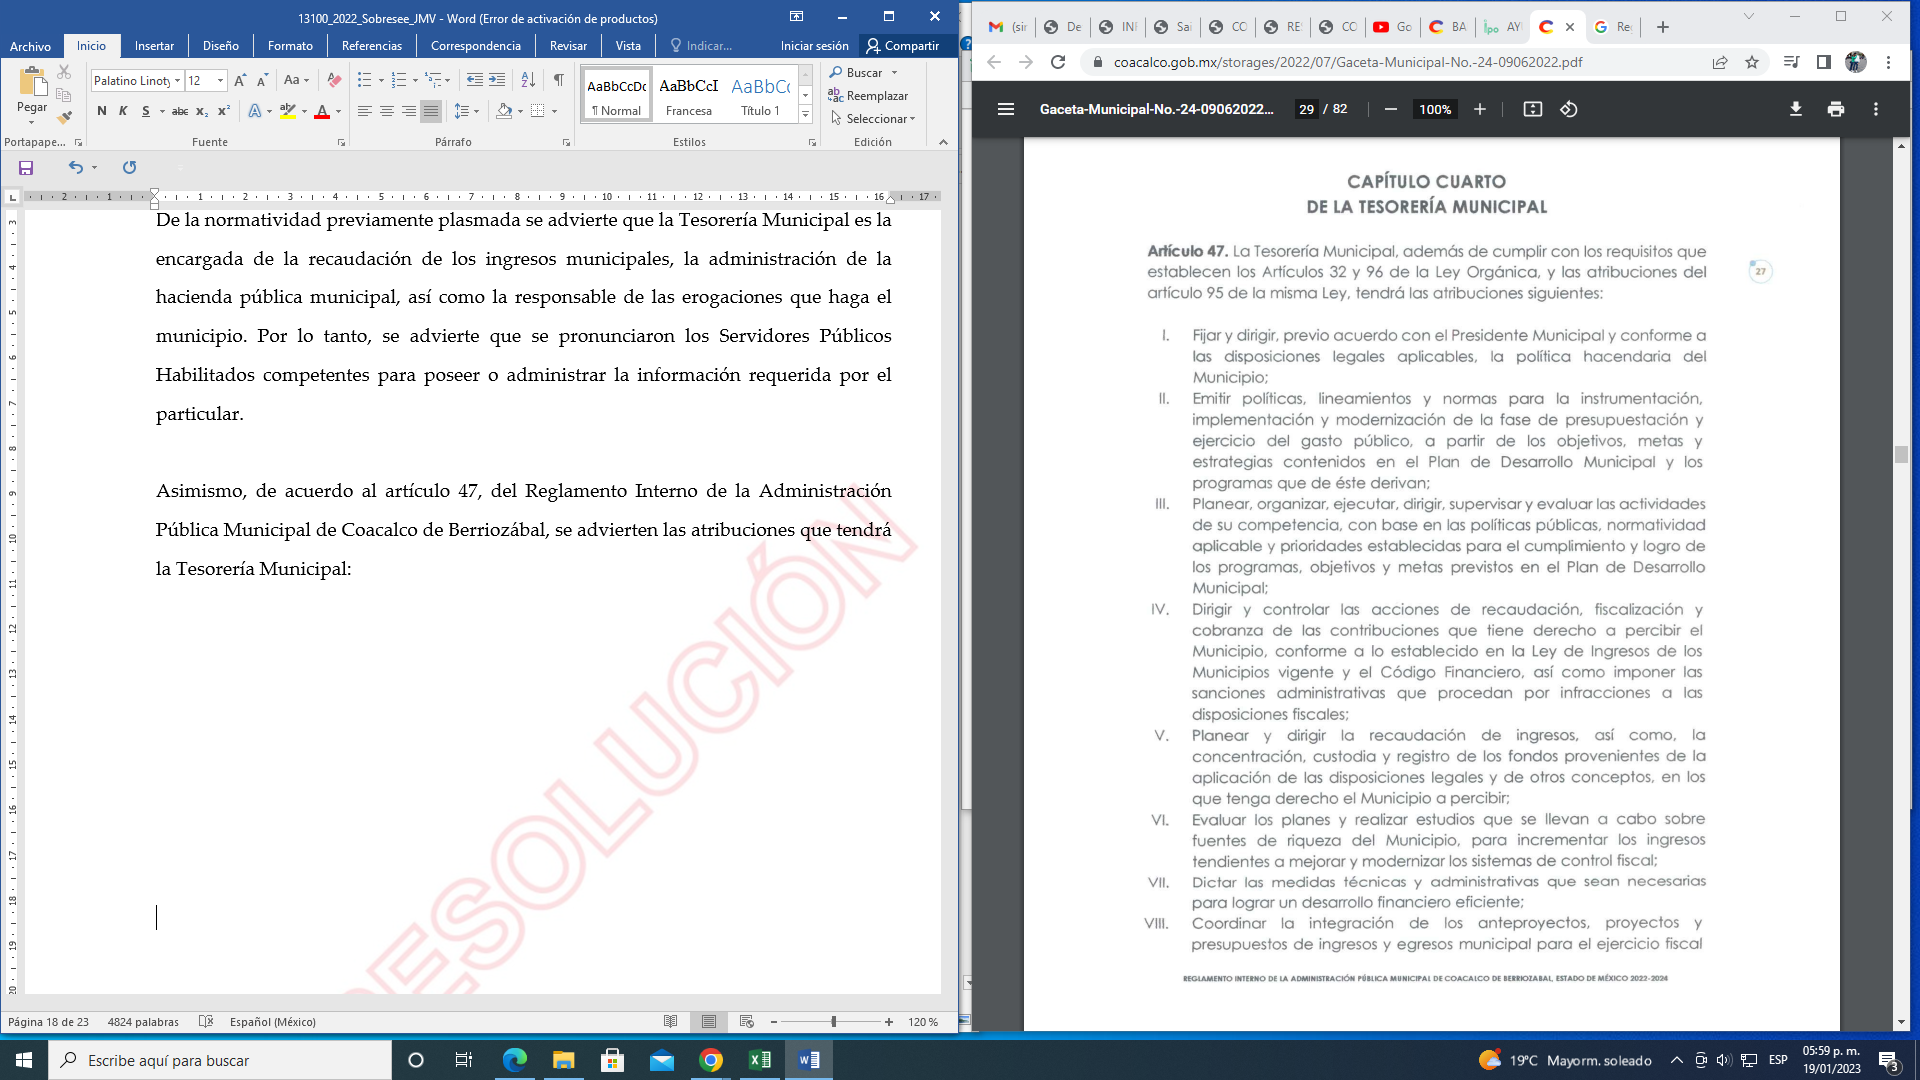 13100_2022_Sobresee_JMV - Word (Error de activación de productos)
Archivo Inicio Insertar Diseño Formato Referencias Correspondencia Revisar Vista Indicar... Iniciar sesión Compartir
Pegar
Palatino Linoty 12
N K S abc x₂ x²
AaBbCcDc AaBbCcI AaBbCc
¶ Normal Francesa Título 1
Buscar
Reemplazar
Seleccionar
Portapape... Fuente Párrafo Estilos Edición
De la normatividad previamente plasmada se advierte que la Tesorería Municipal es la
encargada de la recaudación de los ingresos municipales, la administración de la
hacienda pública municipal, así como la responsable de las erogaciones que haga el
municipio. Por lo tanto, se advierte que se pronunciaron los Servidores Públicos
Habilitados competentes para poseer o administrar la información requerida por el
particular.
Asimismo, de acuerdo al artículo 47, del Reglamento Interno de la Administración
Pública Municipal de Coacalco de Berriozábal, se advierten las atribuciones que tendrá
la Tesorería Municipal:
RESOLUCIÓN
Página 18 de 23 4824 palabras Español (México) 120 %
(sir De INF Sai CO RE CO Go BA AY Re
coacalco.gob.mx/storages/2022/07/Gaceta-Municipal-No.-24-09062022.pdf
Gaceta-Municipal-No.-24-09062022... 29 / 82 100%
CAPÍTULO CUARTO
DE LA TESORERÍA MUNICIPAL
Artículo 47. La Tesorería Municipal, además de cumplir con los requisitos que
establecen los Artículos 32 y 96 de la Ley Orgánica, y las atribuciones del
artículo 95 de la misma Ley, tendrá las atribuciones siguientes:
27
I. Fijar y dirigir, previo acuerdo con el Presidente Municipal y conforme a
las disposiciones legales aplicables, la política hacendaria del
Municipio;
II. Emitir políticas, lineamientos y normas para la instrumentación,
implementación y modernización de la fase de presupuestación y
ejercicio del gasto público, a partir de los objetivos, metas y
estrategias contenidos en el Plan de Desarrollo Municipal y los
programas que de éste derivan;
III. Planear, organizar, ejecutar, dirigir, supervisar y evaluar las actividades
de su competencia, con base en las políticas públicas, normatividad
aplicable y prioridades establecidas para el cumplimiento y logro de
los programas, objetivos y metas previstos en el Plan de Desarrollo
Municipal;
IV. Dirigir y controlar las acciones de recaudación, fiscalización y
cobranza de las contribuciones que tiene derecho a percibir el
Municipio, conforme a lo establecido en la Ley de Ingresos de los
Municipios vigente y el Código Financiero, así como imponer las
sanciones administrativas que procedan por infracciones a las
disposiciones fiscales;
V. Planear y dirigir la recaudación de ingresos, así como, la
concentración, custodia y registro de los fondos provenientes de la
aplicación de las disposiciones legales y de otros conceptos, en los
que tenga derecho el Municipio a percibir;
VI. Evaluar los planes y realizar estudios que se llevan a cabo sobre
fuentes de riqueza del Municipio, para incrementar los ingresos
tendientes a mejorar y modernizar los sistemas de control fiscal;
VII. Dictar las medidas técnicas y administrativas que sean necesarias
para lograr un desarrollo financiero eficiente;
VIII. Coordinar la integración de los anteproyectos, proyectos y
presupuestos de ingresos y egresos municipal para el ejercicio fiscal
REGLAMENTO INTERNO DE LA ADMINISTRACIÓN PÚBLICA MUNICIPAL DE COACALCO DE BERRIOZABAL, ESTADO DE MÉXICO 2022-2024
Escribe aquí para buscar
19°C Mayorm. soleado ESP
05:59 p. m.
19/01/2023
3